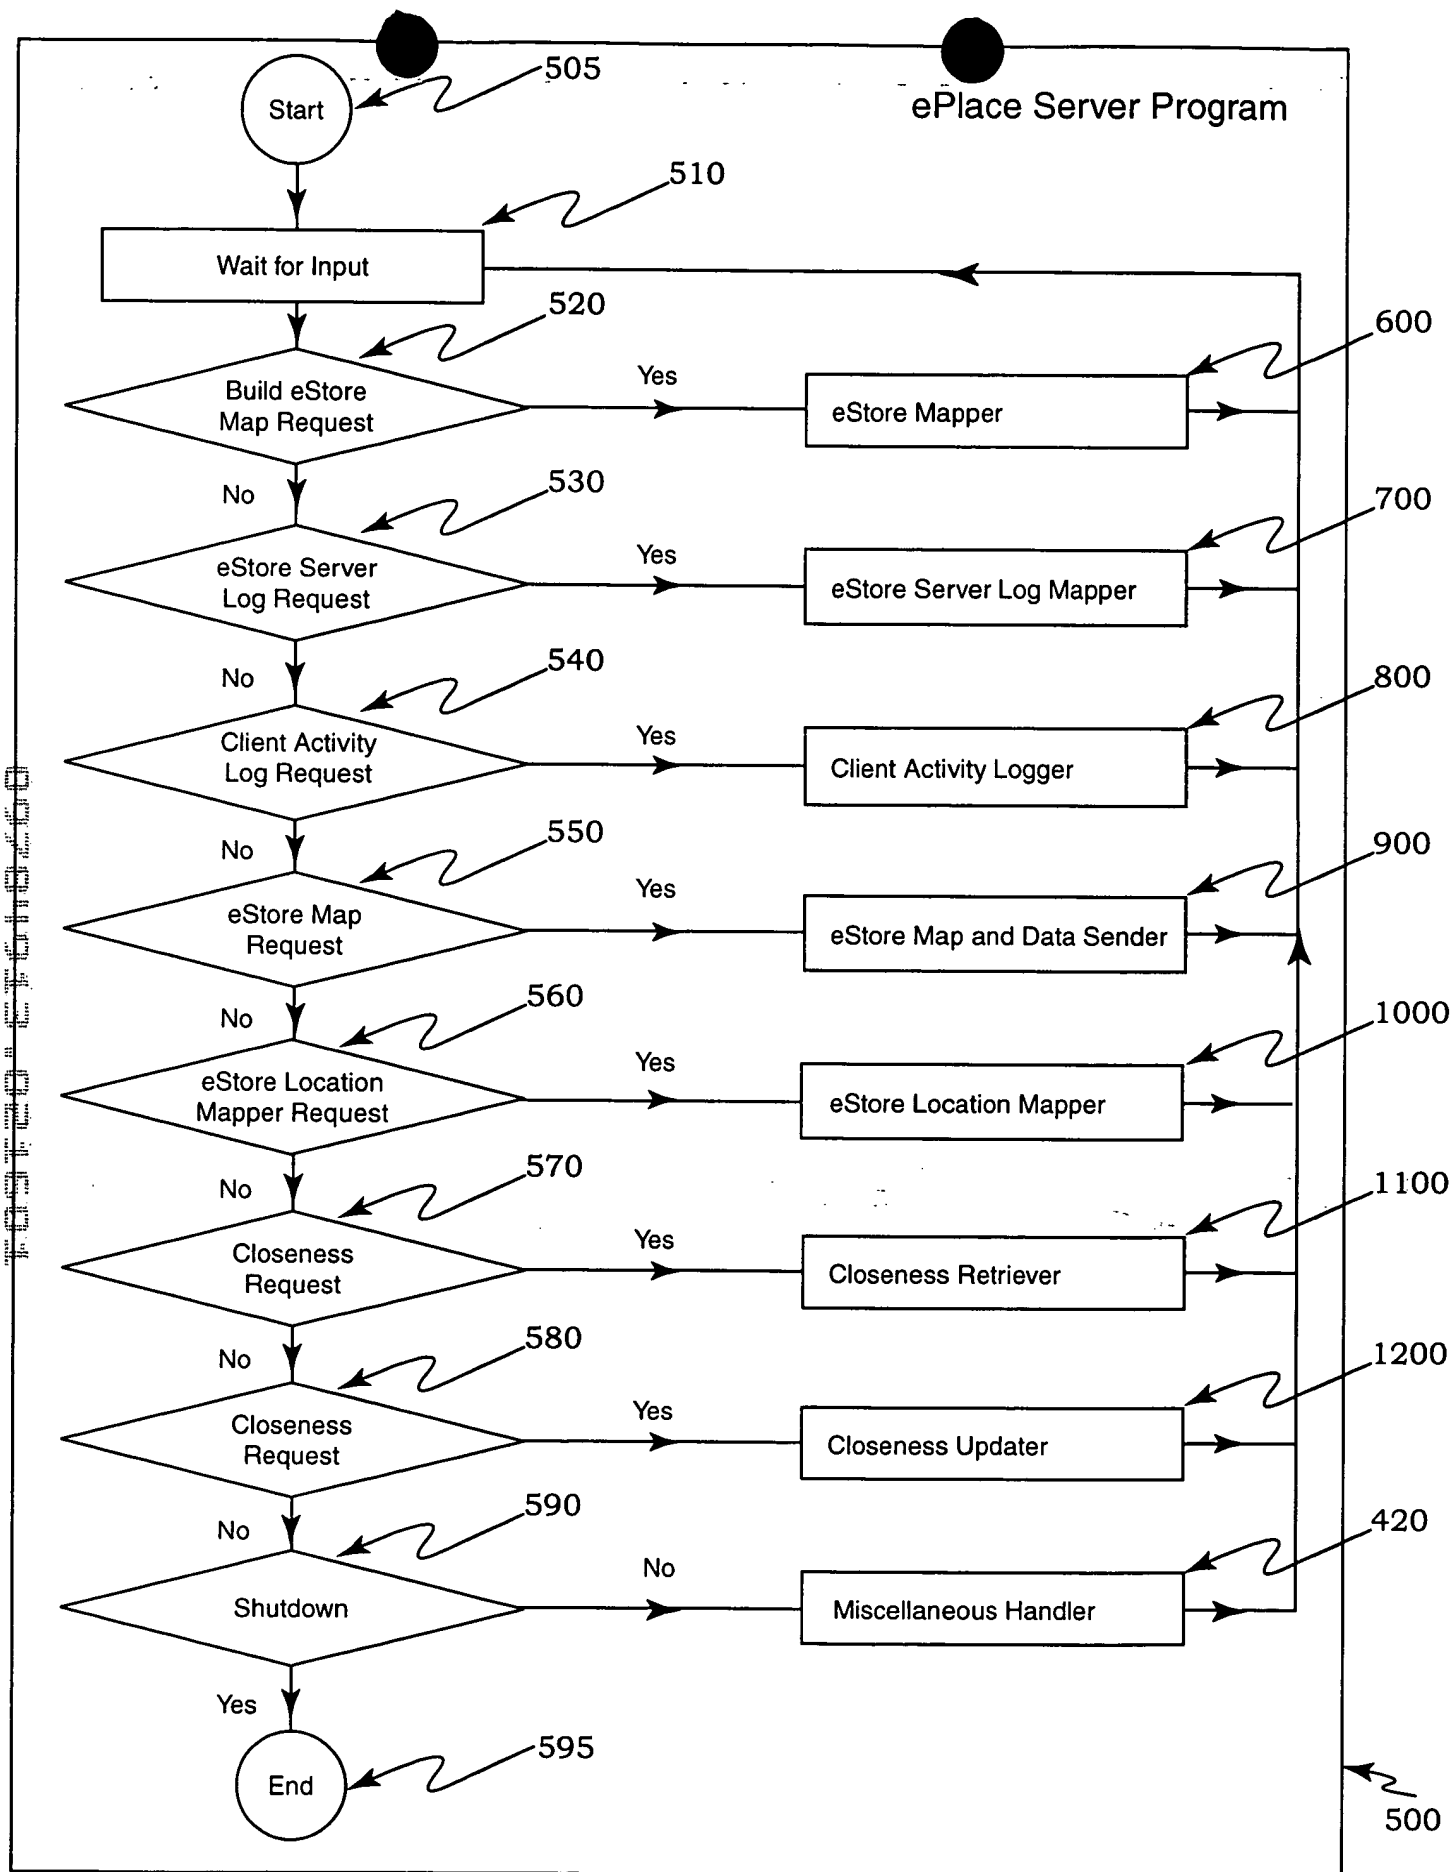 505
Start
ePlace Server Program
510
Wait for Input
520
600
Build eStore
Map Request
Yes
eStore Mapper
No
530
700
eStore Server
Log Request
Yes
eStore Server Log Mapper
No
540
800
Client Activity
Log Request
Yes
Client Activity Logger
No
550
900
eStore Map
Request
Yes
eStore Map and Data Sender
No
560
1000
eStore Location
Mapper Request
Yes
eStore Location Mapper
No
570
1100
Closeness
Request
Yes
Closeness Retriever
No
580
1200
Closeness
Request
Yes
Closeness Updater
No
590
420
Shutdown
No
Miscellaneous Handler
Yes
595
End
500